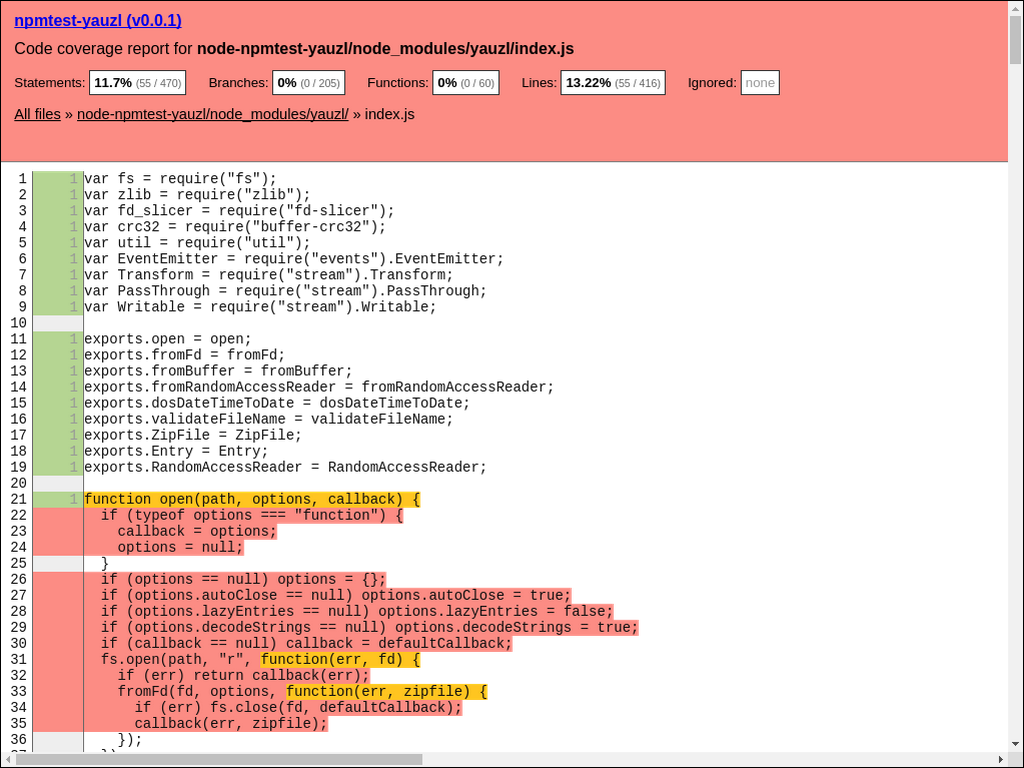 npmtest-yauzl (v0.0.1)
Code coverage report for node-npmtest-yauzl/node_modules/yauzl/index.js
Statements: 11.7% (55 / 470) Branches: 0% (0 / 205) Functions: 0% (0 / 60) Lines: 13.22% (55 / 416) Ignored: none
All files » node-npmtest-yauzl/node_modules/yauzl/ » index.js
1 1 var fs = require("fs");
2 1 var zlib = require("zlib");
3 1 var fd_slicer = require("fd-slicer");
4 1 var crc32 = require("buffer-crc32");
5 1 var util = require("util");
6 1 var EventEmitter = require("events").EventEmitter;
7 1 var Transform = require("stream").Transform;
8 1 var PassThrough = require("stream").PassThrough;
9 1 var Writable = require("stream").Writable;
10
11 1 exports.open = open;
12 1 exports.fromFd = fromFd;
13 1 exports.fromBuffer = fromBuffer;
14 1 exports.fromRandomAccessReader = fromRandomAccessReader;
15 1 exports.dosDateTimeToDate = dosDateTimeToDate;
16 1 exports.validateFileName = validateFileName;
17 1 exports.ZipFile = ZipFile;
18 1 exports.Entry = Entry;
19 1 exports.RandomAccessReader = RandomAccessReader;
20
21 1 function open(path, options, callback) {
22 if (typeof options === "function") {
23 callback = options;
24 options = null;
25 }
26 if (options == null) options = {};
27 if (options.autoClose == null) options.autoClose = true;
28 if (options.lazyEntries == null) options.lazyEntries = false;
29 if (options.decodeStrings == null) options.decodeStrings = true;
30 if (callback == null) callback = defaultCallback;
31 fs.open(path, "r", function(err, fd) {
32 if (err) return callback(err);
33 fromFd(fd, options, function(err, zipfile) {
34 if (err) fs.close(fd, defaultCallback);
35 callback(err, zipfile);
36 });